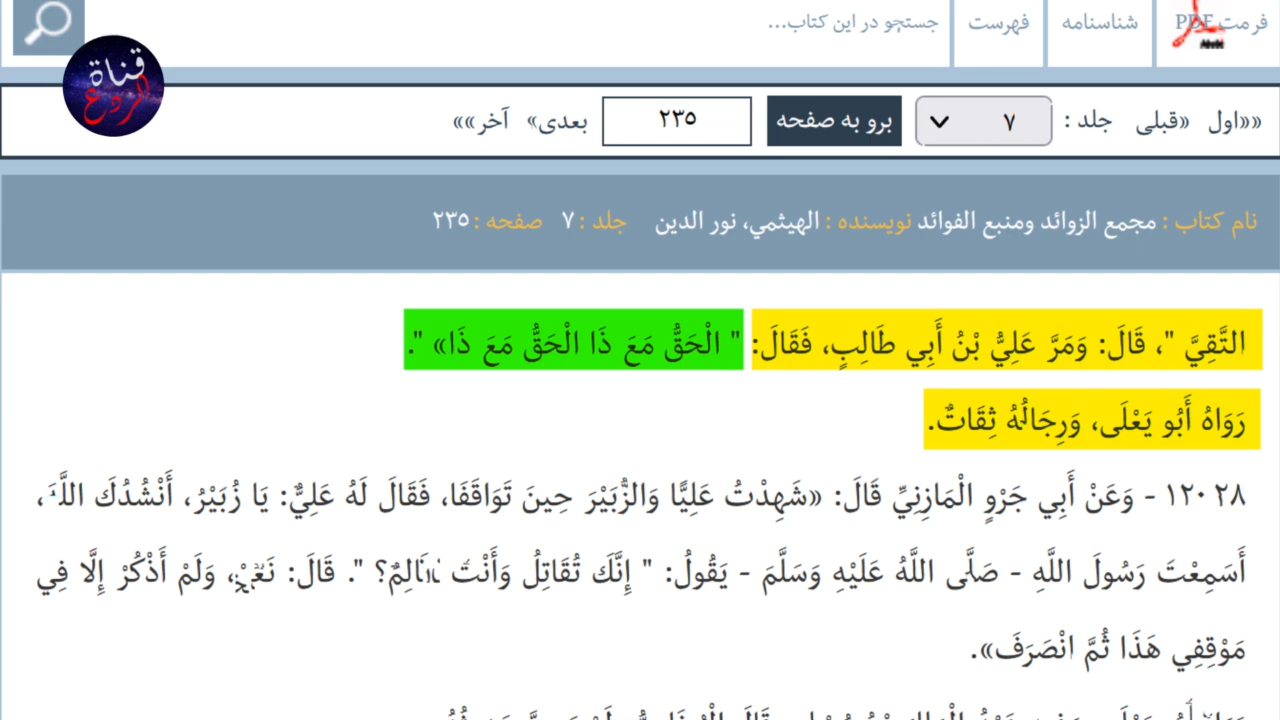 فرمت PDF
شناسنامه
فهرست
جستجو در این کتاب...
قناة
الردع
««اول «قبلی جلد : ۷ برو به صفحه ۲۳۵ بعدی» آخر»»
نام کتاب : مجمع الزوائد ومنبع الفوائد نویسنده : الهيثمي، نور الدين جلد : ۷ صفحه : ۲۳۵
النَّقِيَّ "، قَالَ: وَمَرَّ عَلِيُّ بْنُ أَبِي طَالِبٍ، فَقَالَ: " الْحَقُّ مَعَ ذَا الْحَقُّ مَعَ ذَا» ".
رَوَاهُ أَبُو يَعْلَى، وَرِجَالُهُ ثِقَاتٌ.
١٢٠٢٨ - وَعَنْ أَبِي جَرْوٍ الْمَازِنِيِّ قَالَ: «شَهِدْتُ عَلِيًّا وَالزُّبَيْرَ حِينَ تَوَاقَفَا، فَقَالَ لَهُ عَلِيٌّ: يَا زُبَيْرُ، أَنْشُدُكَ اللَّهَ،
أَسَمِعْتَ رَسُولَ اللَّهِ - صَلَّى اللَّهُ عَلَيْهِ وَسَلَّمَ - يَقُولُ: " إِنَّكَ تُقَاتِلُ وَأَنْتَ ظَالِمٌ؟ ". قَالَ: نَعَمْ، وَلَمْ أَذْكُرْ إِلَّا فِي
مَوْقِفِي هَذَا ثُمَّ انْصَرَفَ».